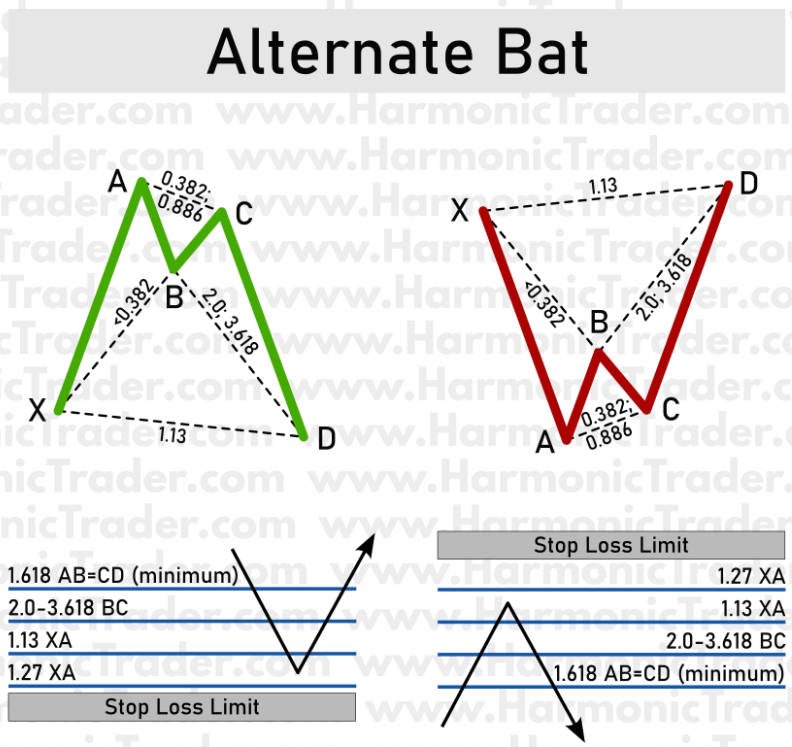 Alternate Bat
www.HarmonicTrader.com
A
0.382;
0.886
C
<0.382
B
2.0; 3.618
X
1.13
D
X
1.13
D
<0.382
B
2.0; 3.618
A
0.382;
0.886
C
1.618 AB=CD (minimum)
2.0-3.618 BC
1.13 XA
1.27 XA
Stop Loss Limit
Stop Loss Limit
1.27 XA
1.13 XA
2.0-3.618 BC
1.618 AB=CD (minimum)